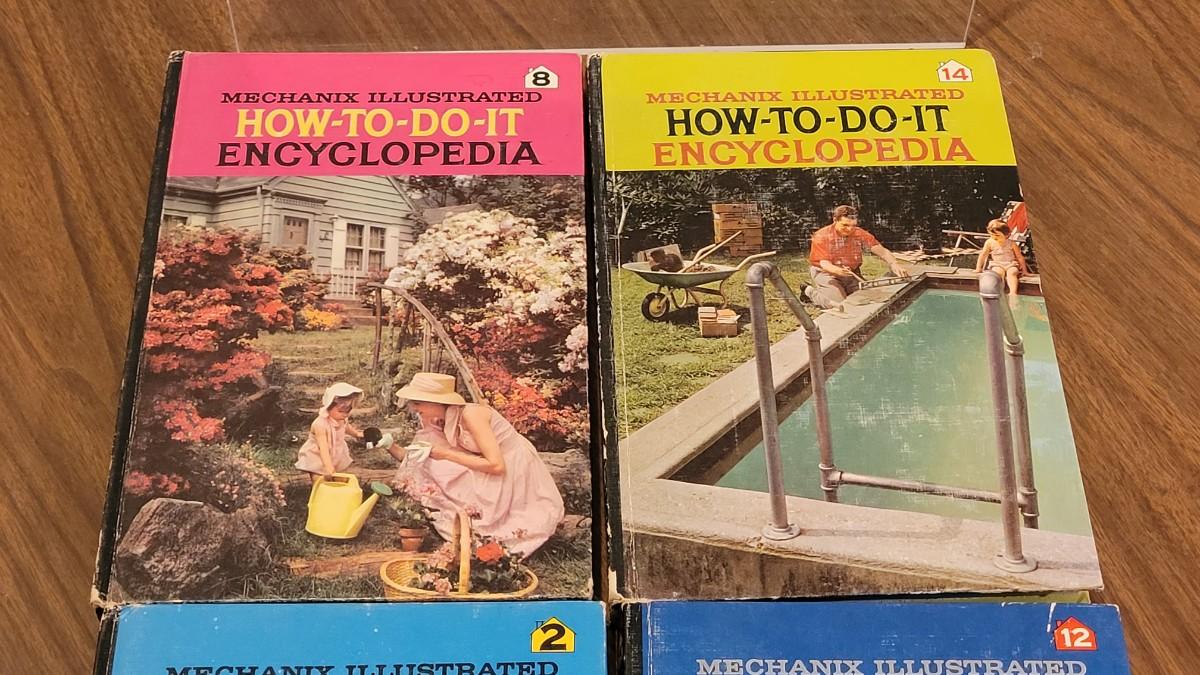 8
MECHANIX ILLUSTRATED
HOW-TO-DO-IT
ENCYCLOPEDIA
14
MECHANIX ILLUSTRATED
HOW-TO-DO-IT
ENCYCLOPEDIA
2
MECHANIX ILLUSTRATED
12
MECHANIX ILLUSTRATED